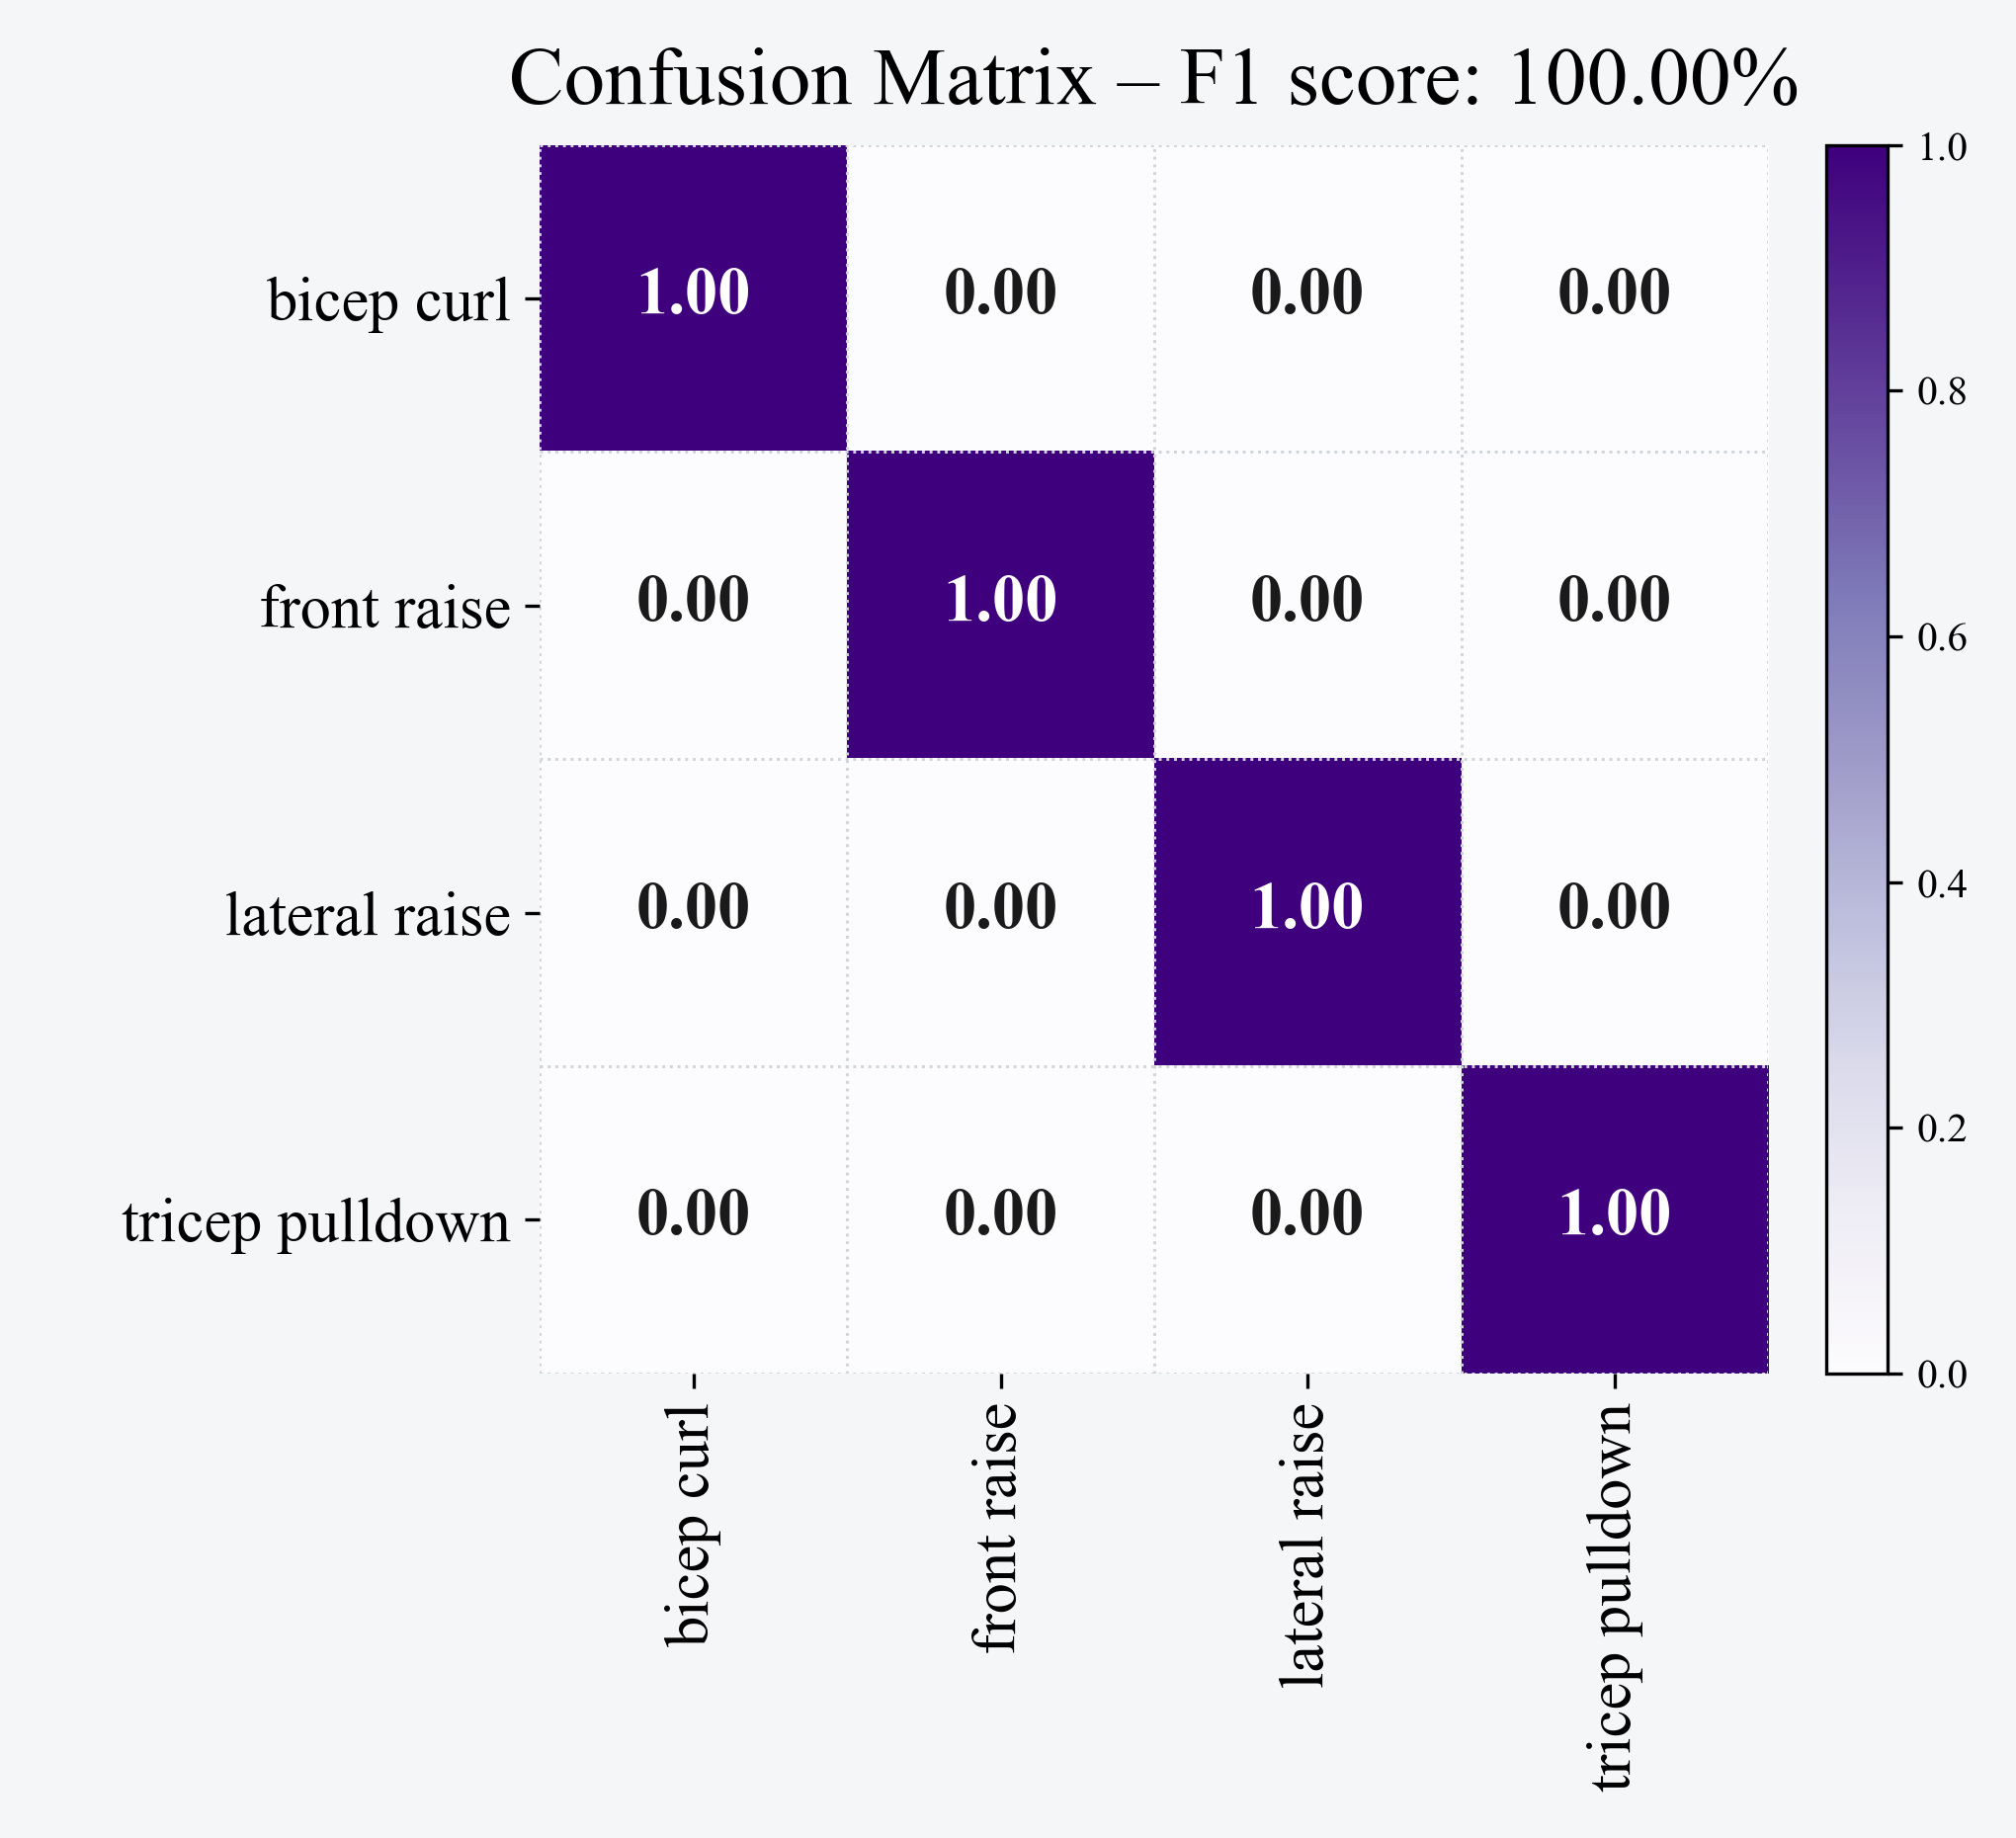 Confusion Matrix – F1 score: 100.00%
bicep curl 1.00 0.00 0.00 0.00
front raise 0.00 1.00 0.00 0.00
lateral raise 0.00 0.00 1.00 0.00
tricep pulldown 0.00 0.00 0.00 1.00
bicep curl
front raise
lateral raise
tricep pulldown
1.0
0.8
0.6
0.4
0.2
0.0